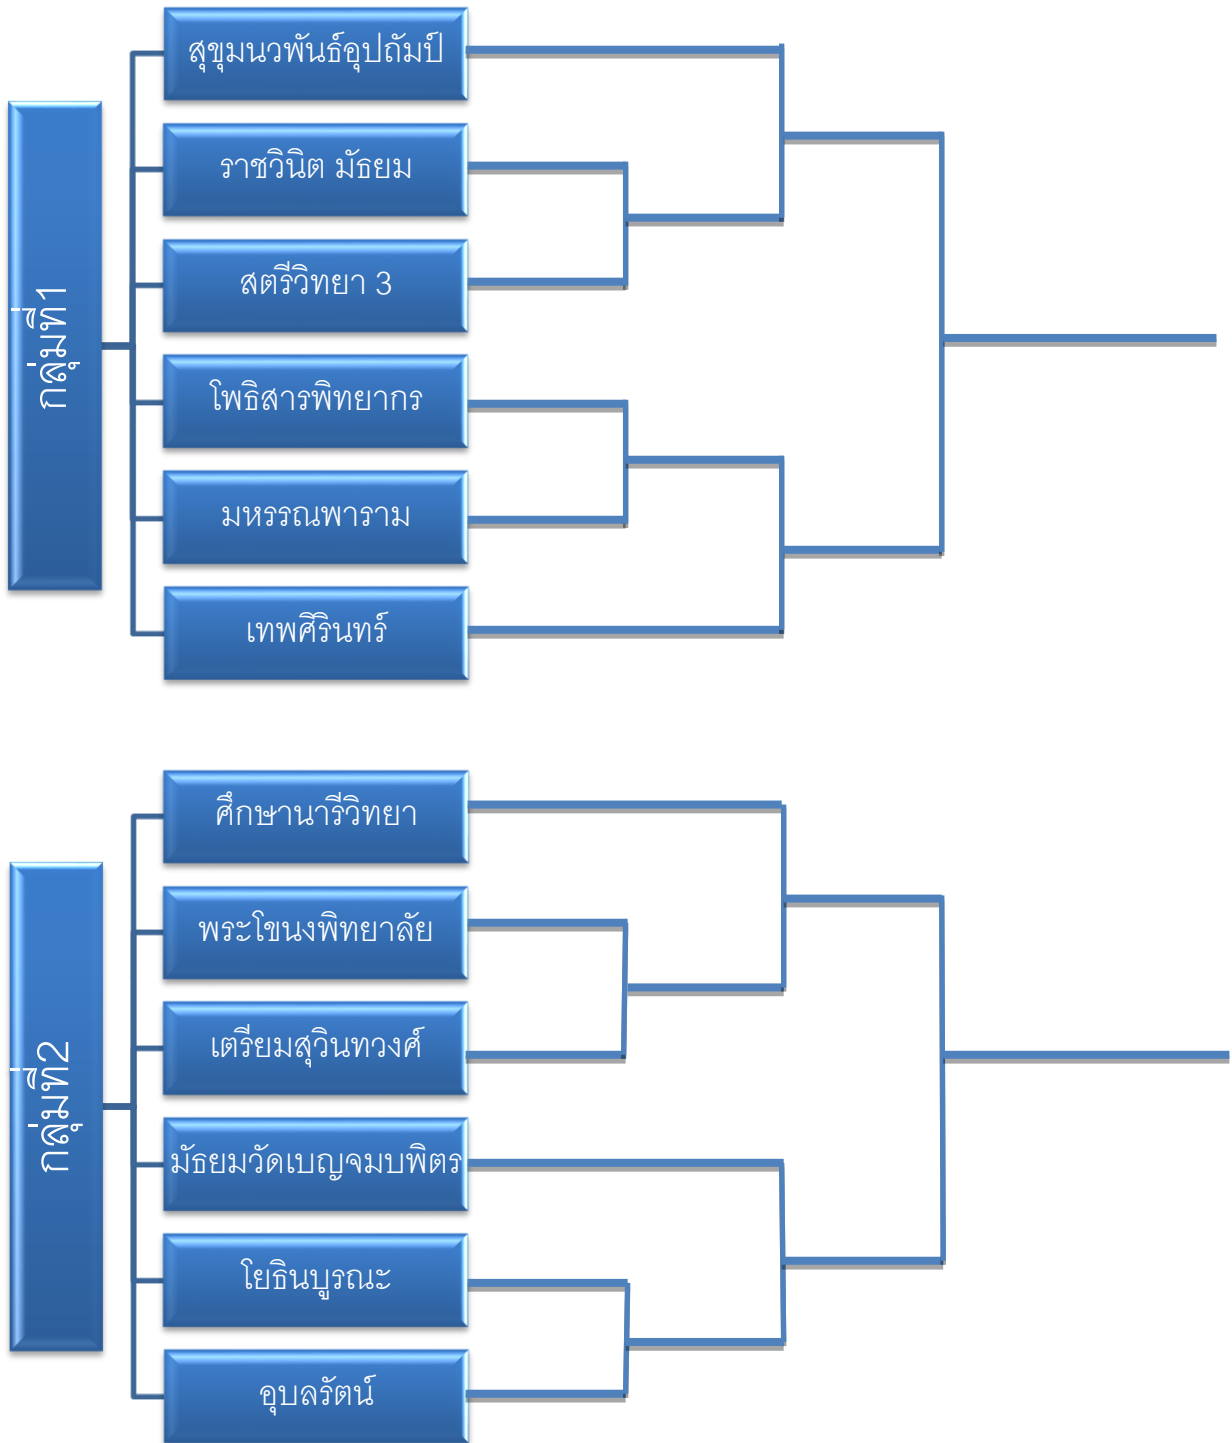 กลุ่มที่1
สุขุมนวพันธ์อุปถัมป์
ราชวินิต มัธยม
สตรีวิทยา 3
โพธิสารพิทยากร
มหรรณพาราม
เทพศิรินทร์
กลุ่มที่2
ศึกษานารีวิทยา
พระโขนงพิทยาลัย
เตรียมสุวินทวงศ์
มัธยมวัดเบญจมบพิตร
โยธินบูรณะ
อุบลรัตน์